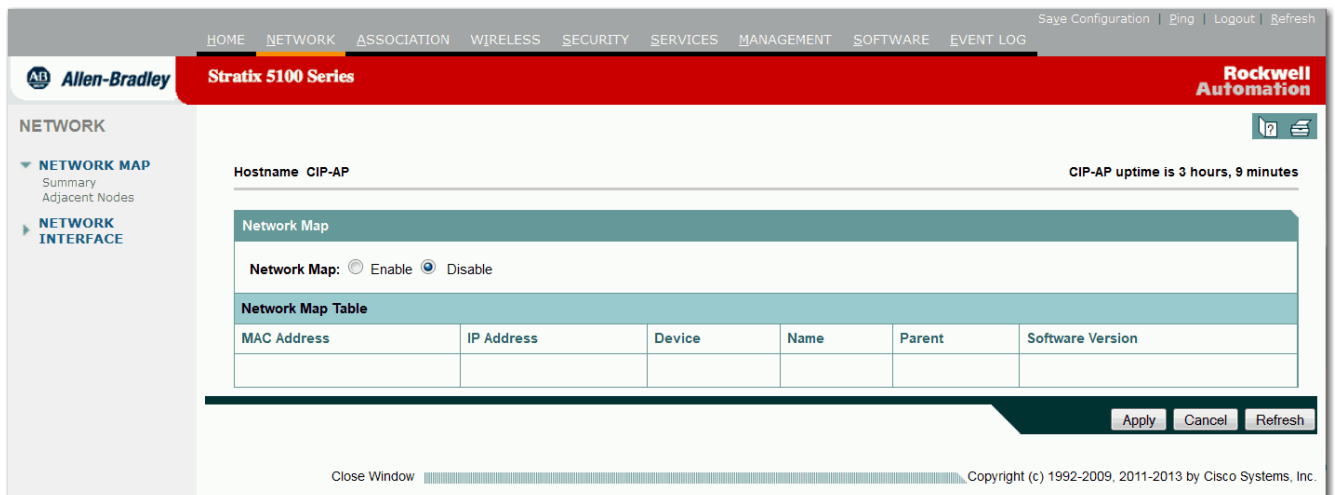 Save Configuration | Ping | Logout | Refresh
HOME NETWORK ASSOCIATION WIRELESS SECURITY SERVICES MANAGEMENT SOFTWARE EVENT LOG
AB Allen-Bradley Stratix 5100 Series Rockwell
Automation
NETWORK
NETWORK MAP
Summary
Adjacent Nodes
NETWORK
INTERFACE
Hostname CIP-AP CIP-AP uptime is 3 hours, 9 minutes
Network Map
Network Map: Enable Disable
Network Map Table
MAC Address IP Address Device Name Parent Software Version
Apply Cancel Refresh
Close Window Copyright (c) 1992-2009, 2011-2013 by Cisco Systems, Inc.